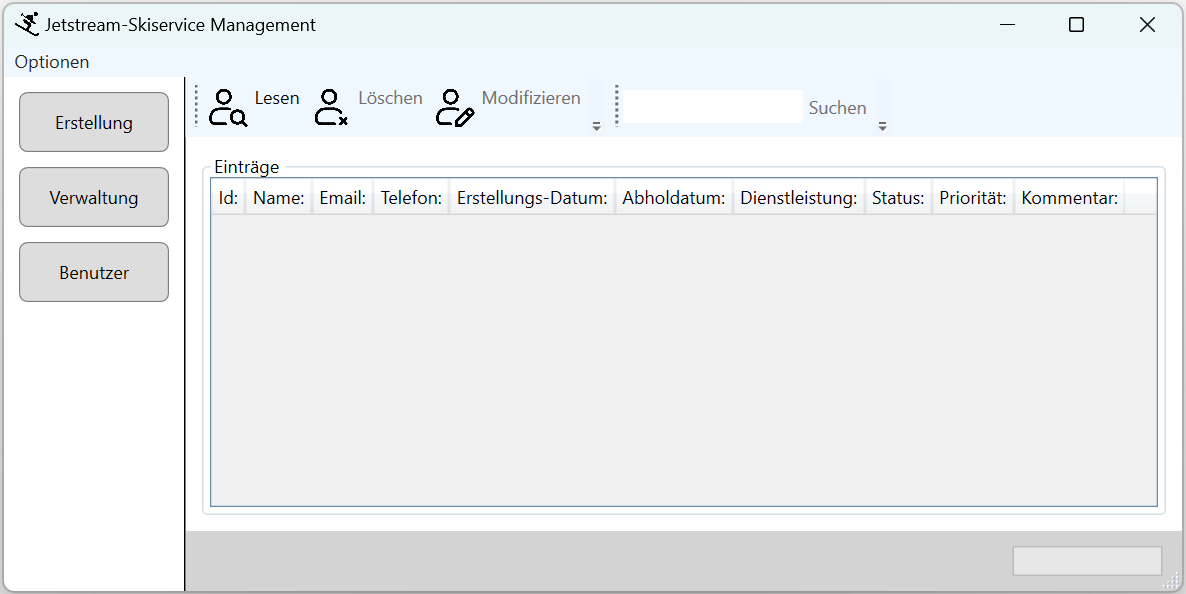 Jetstream-Skiservice Management
Optionen
Erstellung
Verwaltung
Benutzer
Lesen Löschen Modifizieren Suchen
Einträge
Id: Name: Email: Telefon: Erstellungs-Datum: Abholdatum: Dienstleistung: Status: Priorität: Kommentar: